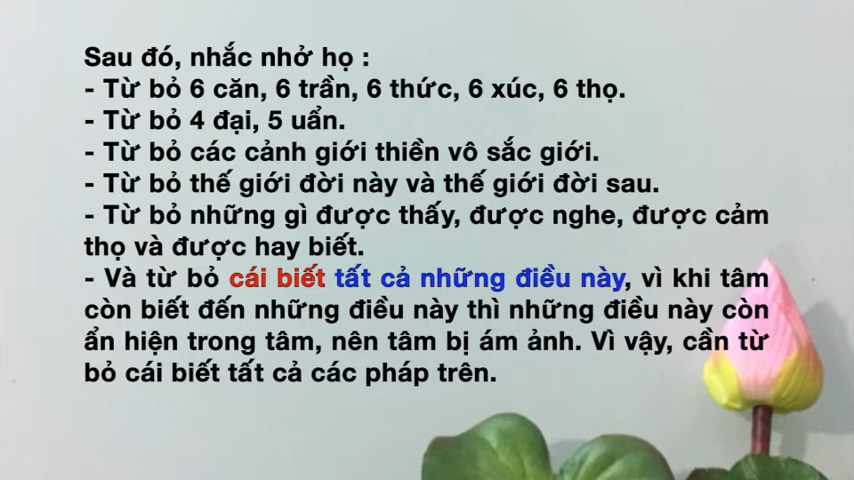 Sau đó, nhắc nhở họ :
- Từ bỏ 6 căn, 6 trần, 6 thức, 6 xúc, 6 thọ.
- Từ bỏ 4 đại, 5 uẩn.
- Từ bỏ các cảnh giới thiền vô sắc giới.
- Từ bỏ thế giới đời này và thế giới đời sau.
- Từ bỏ những gì được thấy, được nghe, được cảm
thọ và được hay biết.
- Và từ bỏ cái biết tất cả những điều này, vì khi tâm
còn biết đến những điều này thì những điều này còn
ẩn hiện trong tâm, nên tâm bị ám ảnh. Vì vậy, cần từ
bỏ cái biết tất cả các pháp trên.